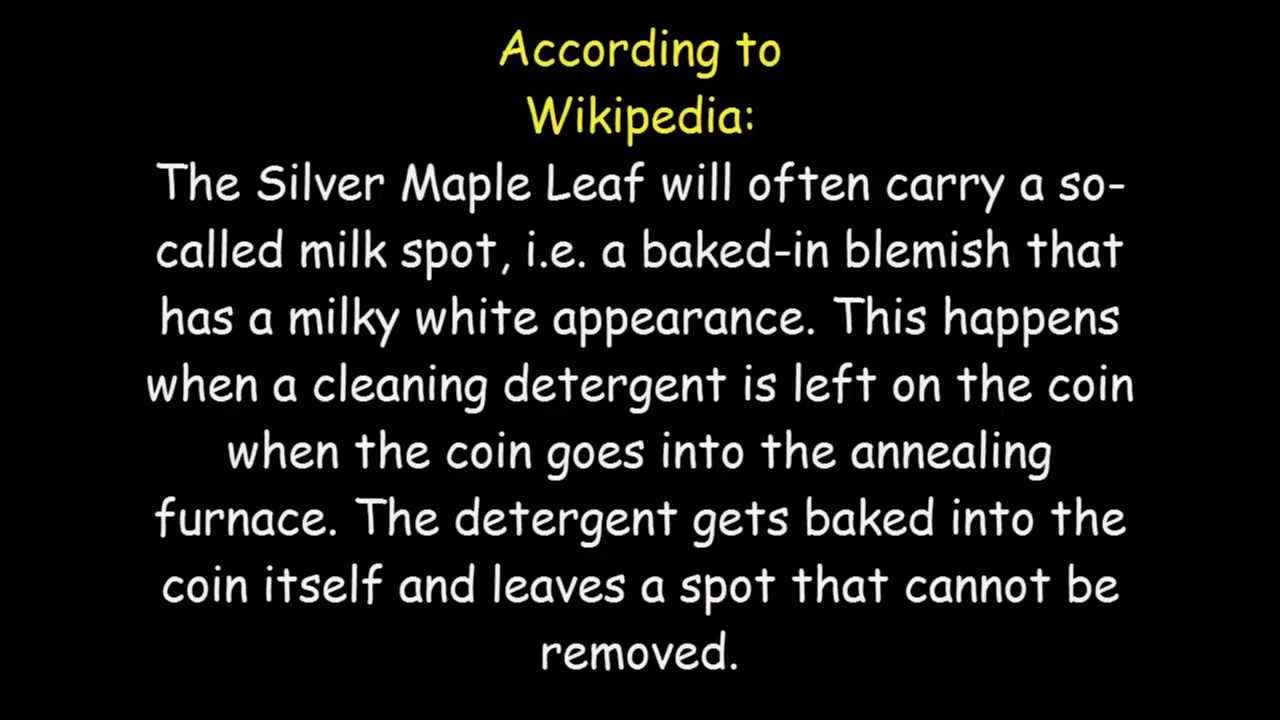 According to
Wikipedia:
The Silver Maple Leaf will often carry a so-
called milk spot, i.e. a baked-in blemish that
has a milky white appearance. This happens
when a cleaning detergent is left on the coin
when the coin goes into the annealing
furnace. The detergent gets baked into the
coin itself and leaves a spot that cannot be
removed.